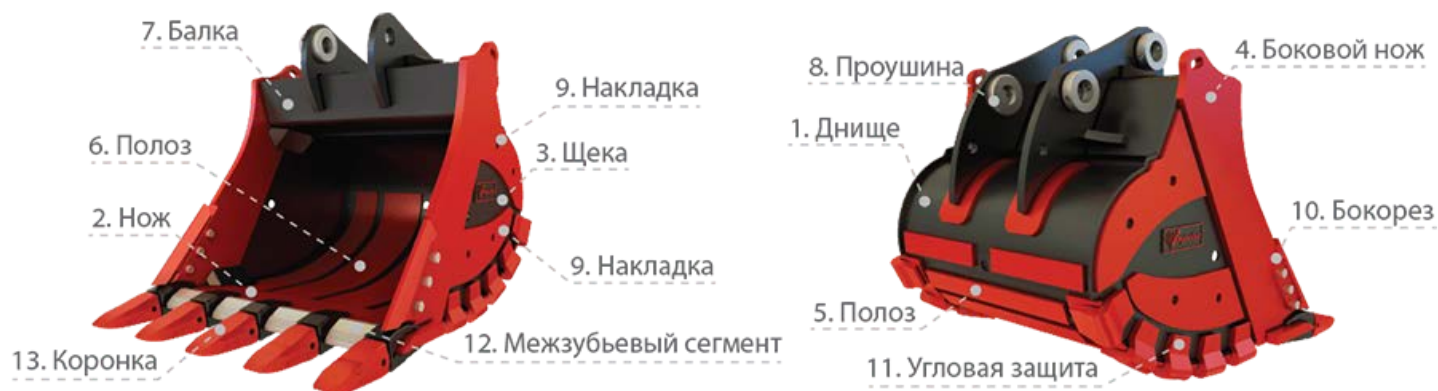 7. Балка
9. Накладка
6. Полоз
3. Щека
2. Нож
9. Накладка
13. Коронка
12. Межзубьевый сегмент
8. Проушина
4. Боковой нож
1. Днище
10. Бокорез
5. Полоз
11. Угловая защита